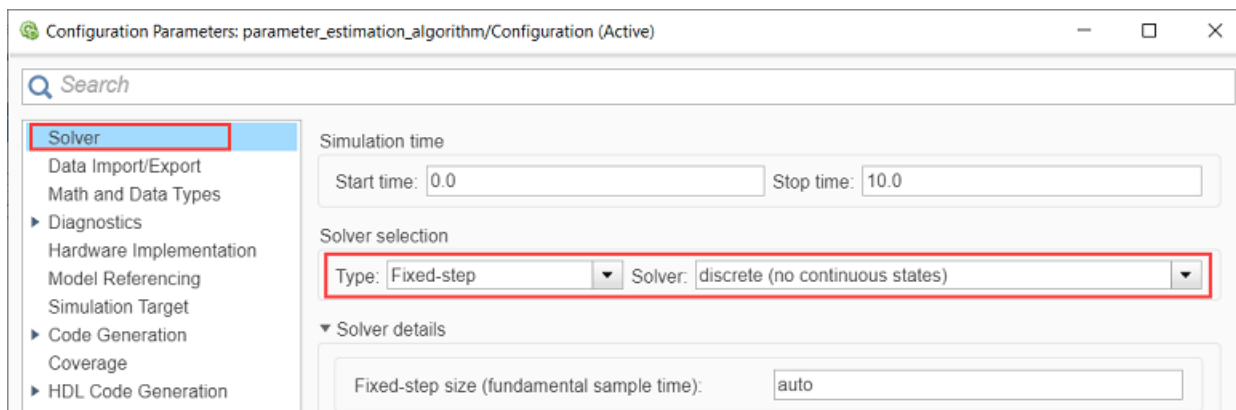 Configuration Parameters: parameter_estimation_algorithm/Configuration (Active)
Search
Solver
Data Import/Export
Math and Data Types
Diagnostics
Hardware Implementation
Model Referencing
Simulation Target
Code Generation
Coverage
HDL Code Generation
Simulation time
Start time: 0.0 Stop time: 10.0
Solver selection
Type: Fixed-step Solver: discrete (no continuous states)
Solver details
Fixed-step size (fundamental sample time): auto